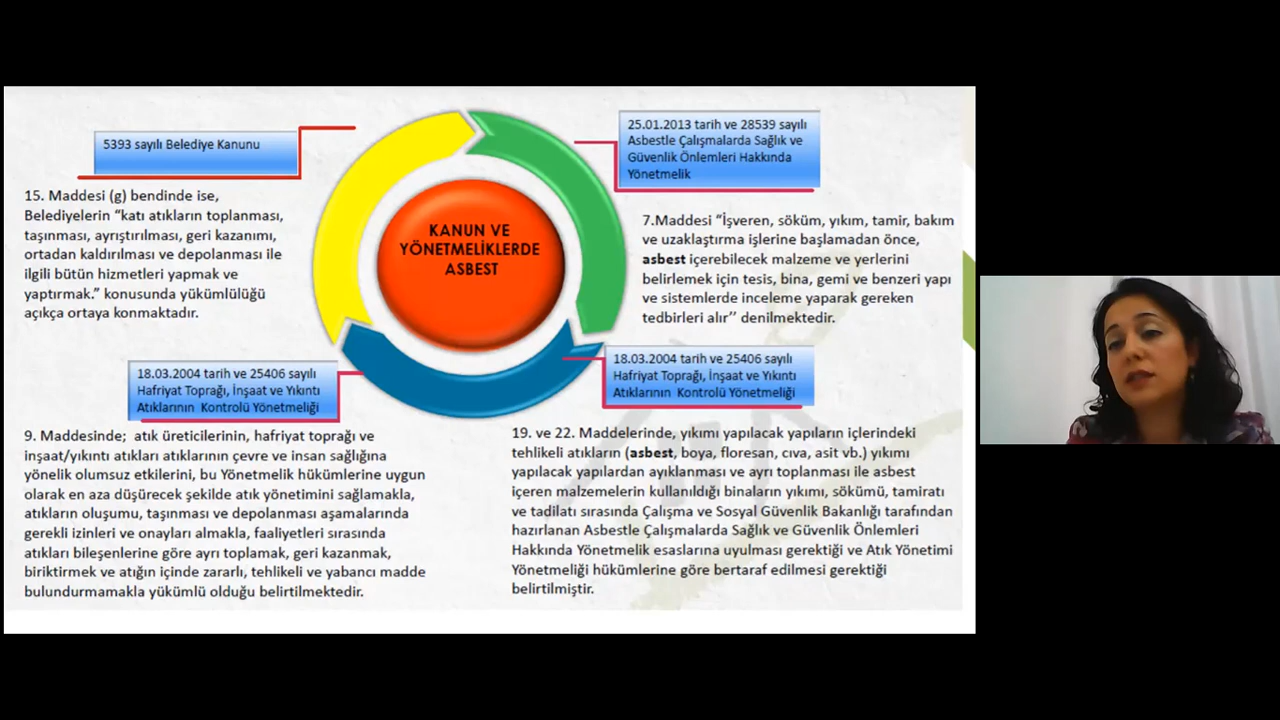 5393 sayılı Belediye Kanunu
15. Maddesi (g) bendinde ise,
Belediyelerin “katı atıkların toplanması,
taşınması, ayrıştırılması, geri kazanımı,
ortadan kaldırılması ve depolanması ile
ilgili bütün hizmetleri yapmak ve
yaptırmak.” konusunda yükümlülüğü
açıkça ortaya konmaktadır.
KANUN VE
YÖNETMELİKLERDE
ASBEST
25.01.2013 tarih ve 28539 sayılı
Asbestle Çalışmalarda Sağlık ve
Güvenlik Önlemleri Hakkında
Yönetmelik
7.Maddesi “İşveren, söküm, yıkım, tamir, bakım
ve uzaklaştırma işlerine başlamadan önce,
asbest içerebilecek malzeme ve yerlerini
belirlemek için tesis, bina, gemi ve benzeri yapı
ve sistemlerde inceleme yaparak gereken
tedbirleri alır’’ denilmektedir.
18.03.2004 tarih ve 25406 sayılı
Hafriyat Toprağı, İnşaat ve Yıkıntı
Atıklarının Kontrolü Yönetmeliği
9. Maddesinde; atık üreticilerinin, hafriyat toprağı ve
inşaat/yıkıntı atıkları atıklarının çevre ve insan sağlığına
yönelik olumsuz etkilerini, bu Yönetmelik hükümlerine uygun
olarak en aza düşürecek şekilde atık yönetimini sağlamakla,
atıkların oluşumu, taşınması ve depolanması aşamalarında
gerekli izinleri ve onayları almakla, faaliyetleri sırasında
atıkları bileşenlerine göre ayrı toplamak, geri kazanmak,
biriktirmek ve atığın içinde zararlı, tehlikeli ve yabancı madde
bulundurmamakla yükümlü olduğu belirtilmektedir.
18.03.2004 tarih ve 25406 sayılı
Hafriyat Toprağı, İnşaat ve Yıkıntı
Atıklarının Kontrolü Yönetmeliği
19. ve 22. Maddelerinde, yıkımı yapılacak yapıların içlerindeki
tehlikeli atıkların (asbest, boya, floresan, cıva, asit vb.) yıkımı
yapılacak yapılardan ayıklanması ve ayrı toplanması ile asbest
içeren malzemelerin kullanıldığı binaların yıkımı, sökümü, tamiratı
ve tadilatı sırasında Çalışma ve Sosyal Güvenlik Bakanlığı tarafından
hazırlanan Asbestle Çalışmalarda Sağlık ve Güvenlik Önlemleri
Hakkında Yönetmelik esaslarına uyulması gerektiği ve Atık Yönetimi
Yönetmeliği hükümlerine göre bertaraf edilmesi gerektiği
belirtilmiştir.